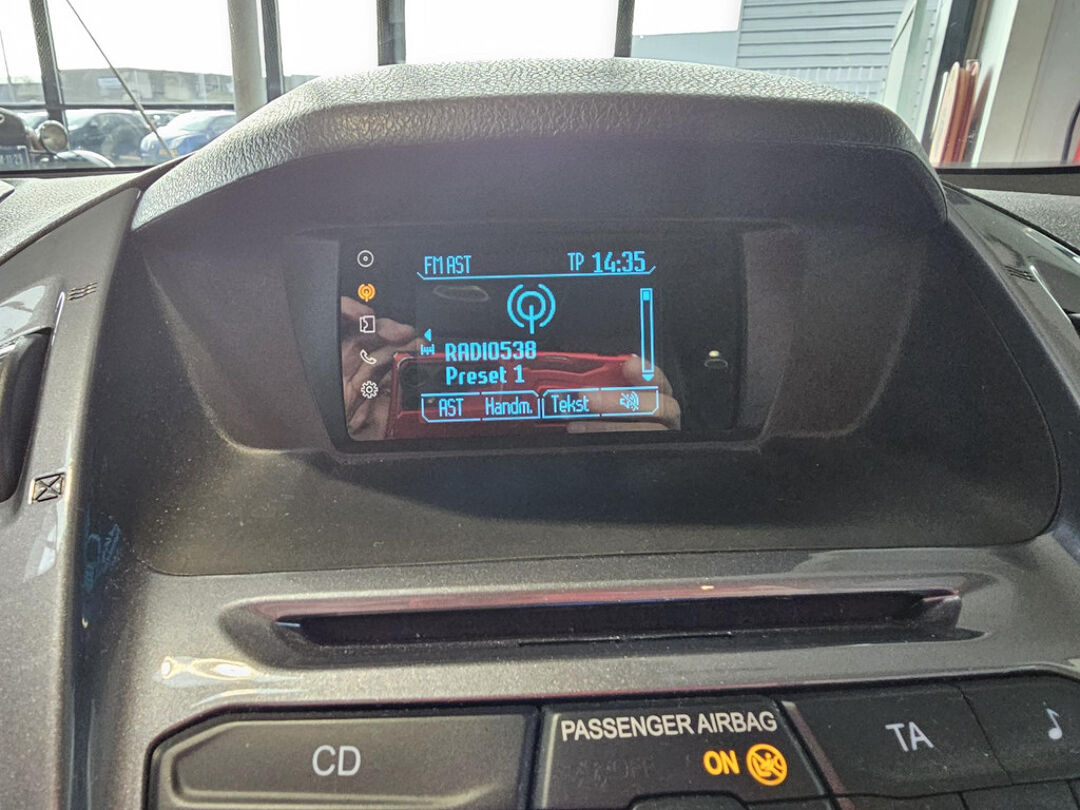 FM AST TP 14:35
RADIO538
Preset 1
AST Handm. Tekst
CD
PASSENGER AIRBAG
ON
TA